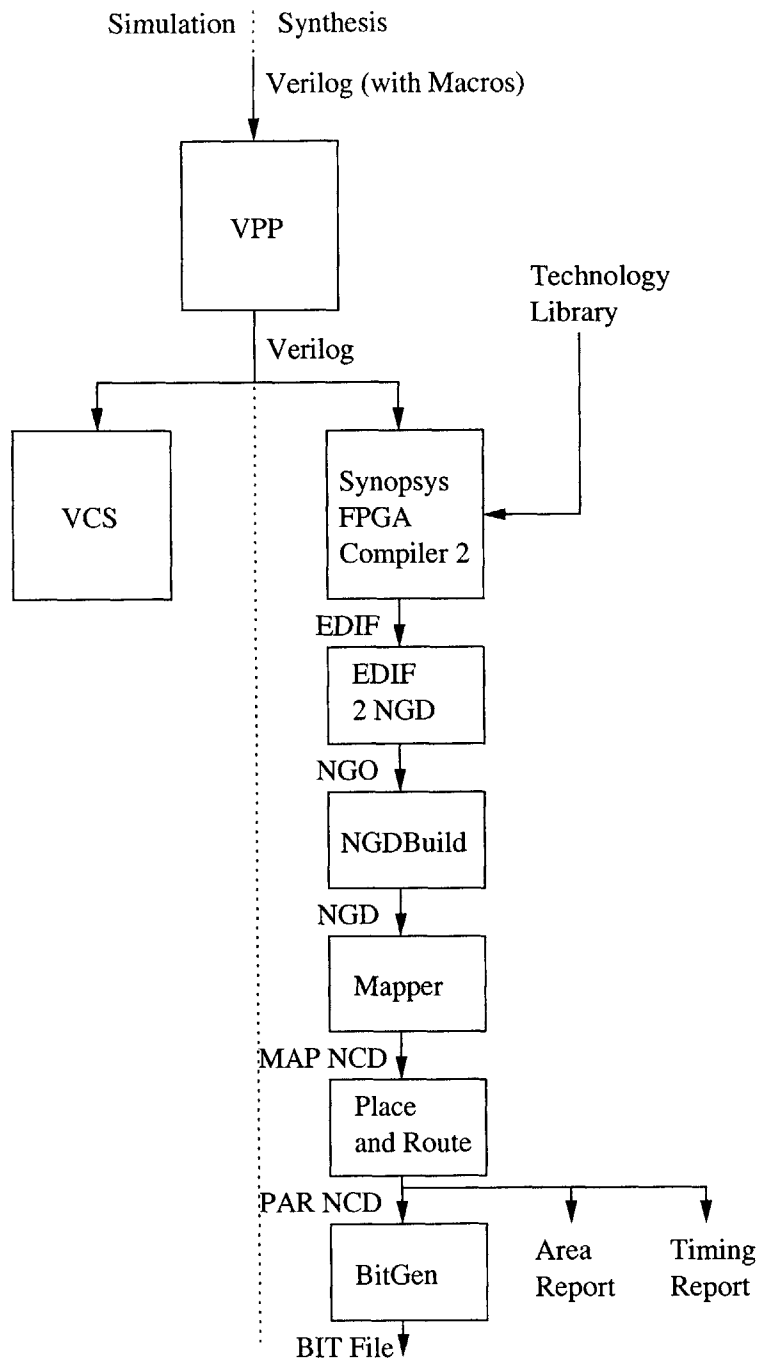 Simulation
Synthesis
Verilog (with Macros)
VPP
Technology
Library
Verilog
VCS
Synopsys
FPGA
Compiler 2
EDIF
EDIF
2 NGD
NGO
NGDBuild
NGD
Mapper
MAP NCD
Place
and Route
PAR NCD
BitGen
Area
Report
Timing
Report
BIT File